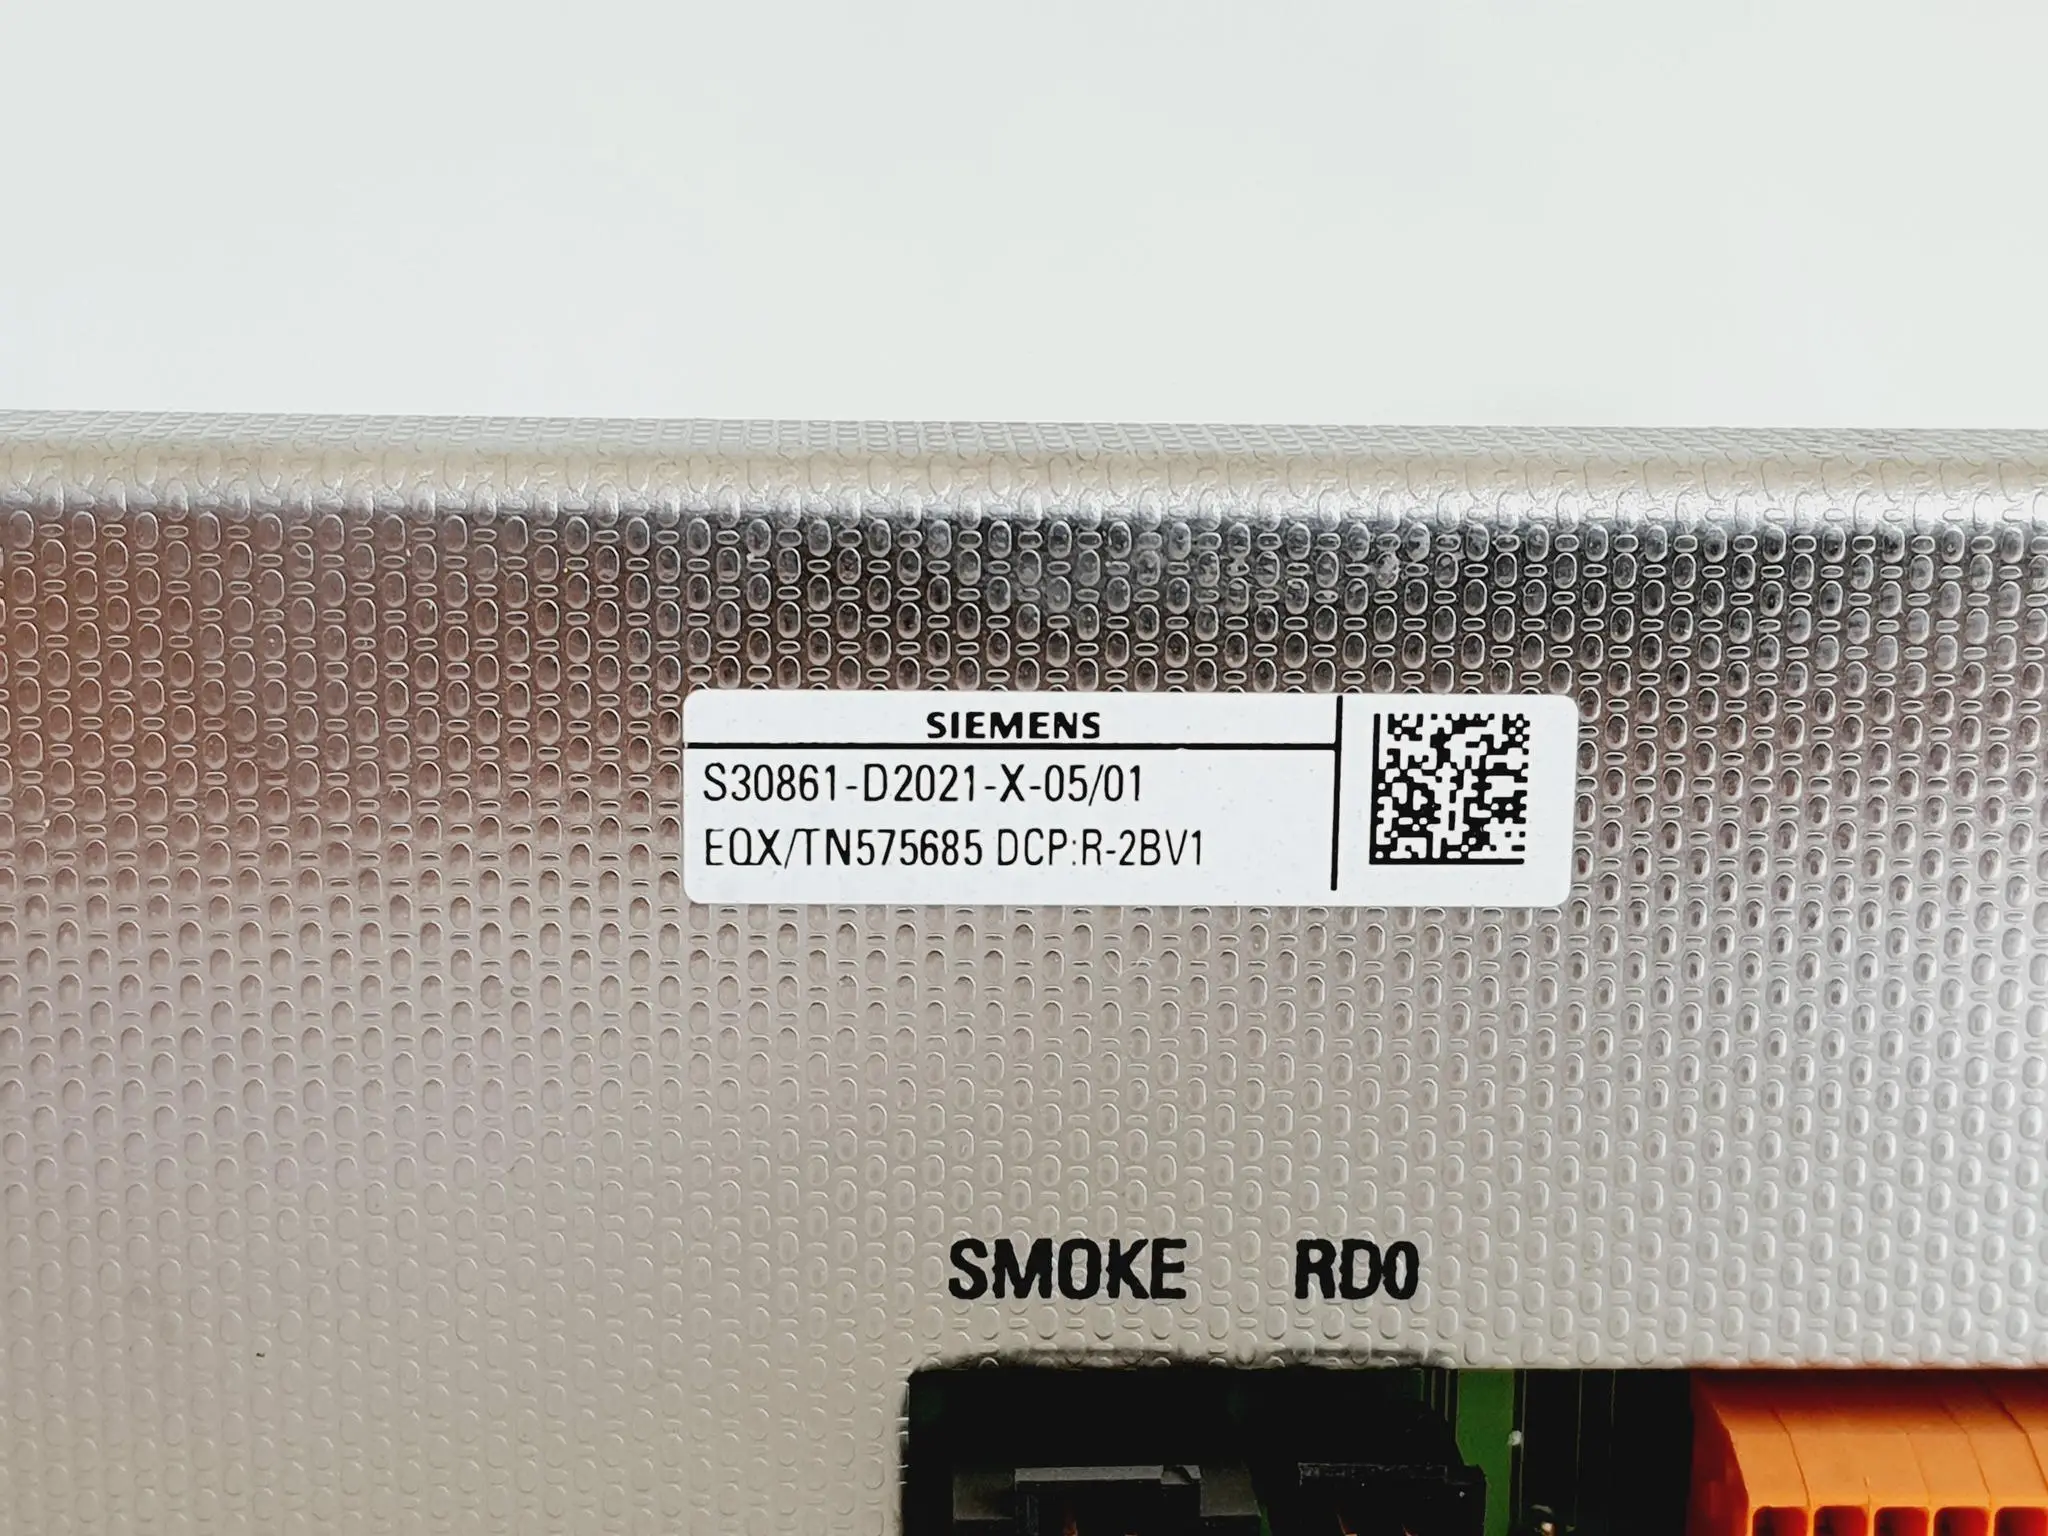 SIEMENS
S30861-D2021-X-05/01
EQX/TN575685 DCP:R-2BV1
SMOKE RD0